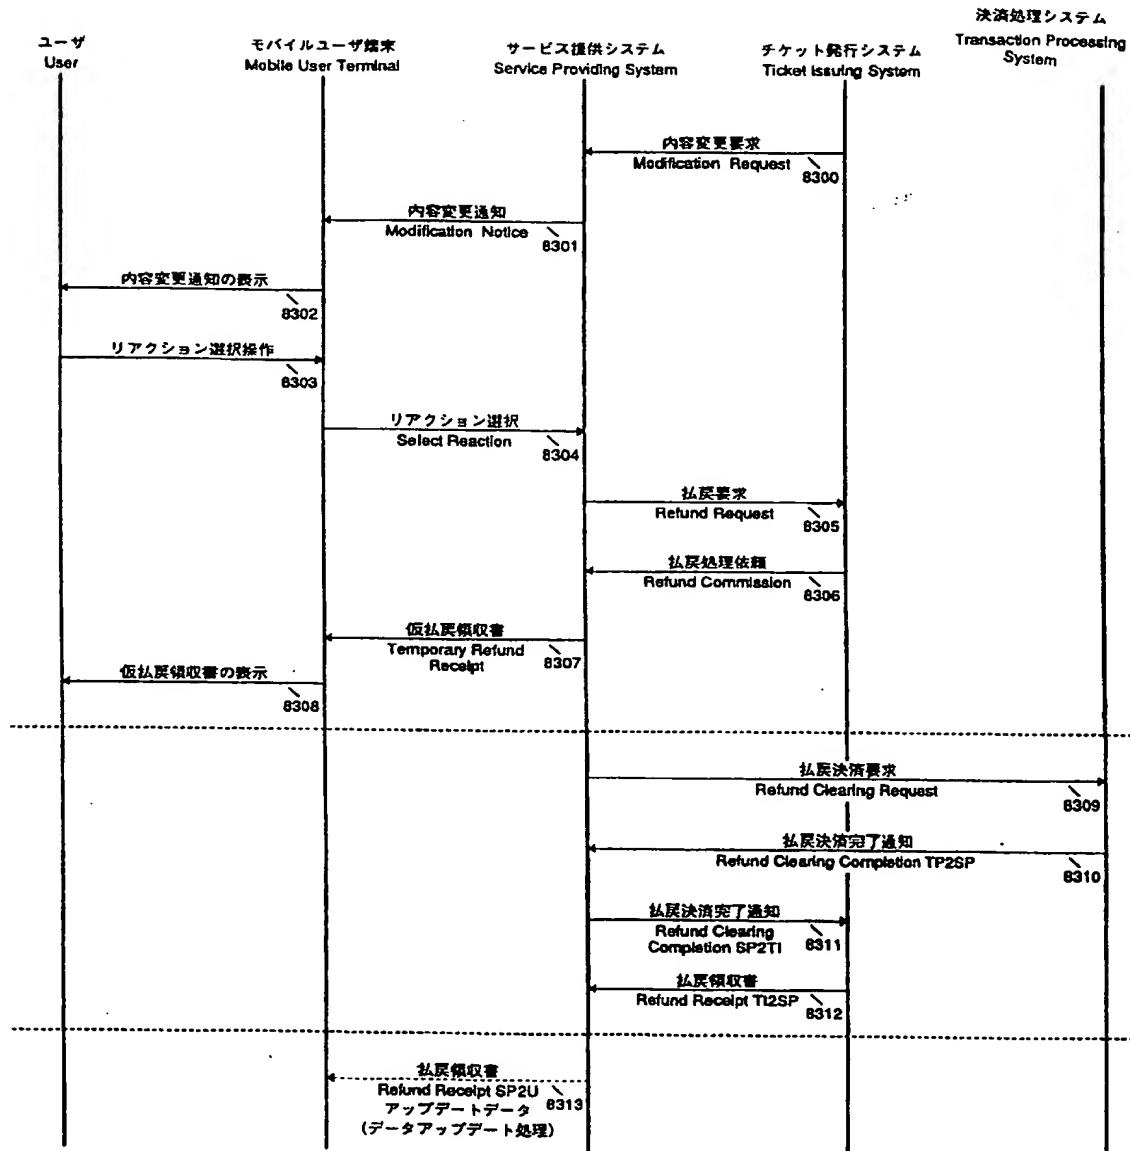 決済処理システム
Transaction Processing
System
ユーザ
User
モバイルユーザ端末
Mobile User Terminal
サービス提供システム
Service Providing System
チケット発行システム
Ticket Issuing System
内容変更要求
Modification Request
8300
内容変更通知
Modification Notice
8301
内容変更通知の表示
8302
リアクション選択操作
8303
リアクション選択
Select Reaction
8304
払戻要求
Refund Request
8305
払戻処理依頼
Refund Commission
8306
仮払戻領収書
Temporary Refund
Receipt
8307
仮払戻領収書の表示
8308
払戻決済要求
Refund Clearing Request
8309
払戻決済完了通知
Refund Clearing Completion TP2SP
8310
払戻決済完了通知
Refund Clearing
Completion SP2TI
8311
払戻領収書
Refund Receipt TI2SP
8312
払戻領収書
Refund Receipt SP2U
8313
アップデートデータ
(データアップデート処理)